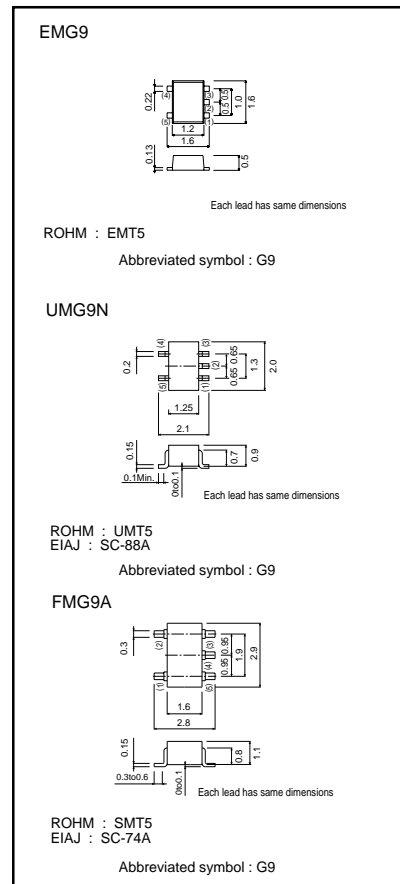 EMG9
0.22
(4)
(3)
(2)
(5)
(1)
0.5 0.5
1.0
1.6
1.2
1.6
0.13
0.5
Each lead has same dimensions
ROHM : EMT5
Abbreviated symbol : G9
UMG9N
0.2
(4)
(3)
(2)
(5)
(1)
0.65
0.65
1.3
2.0
1.25
2.1
0.15
0.1Min.
0to0.1
0.7
0.9
Each lead has same dimensions
ROHM : UMT5
EIAJ : SC-88A
Abbreviated symbol : G9
FMG9A
0.3
(2)
(3)
(4)
(1)
(5)
0.95
0.95
1.9
2.9
1.6
2.8
0.15
0.3to0.6
0to0.1
0.8
1.1
Each lead has same dimensions
ROHM : SMT5
EIAJ : SC-74A
Abbreviated symbol : G9